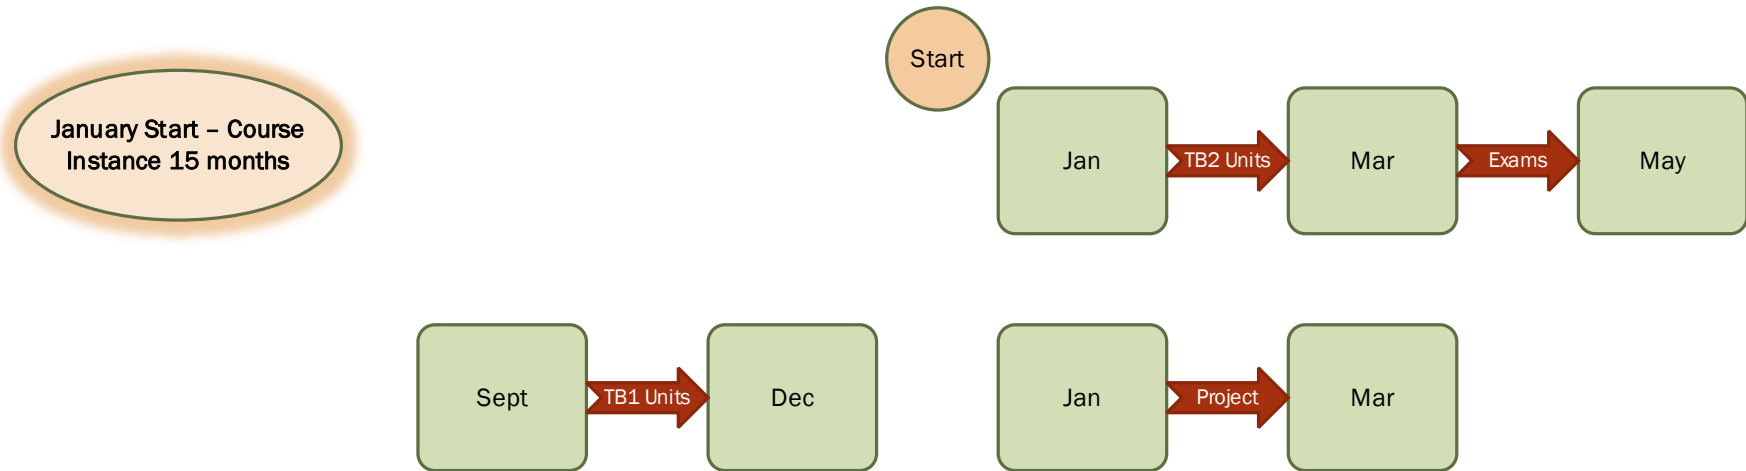 Start
January Start – Course
Instance 15 months
Jan
TB2 Units
Mar
Exams
May
Sept
TB1 Units
Dec
Jan
Project
Mar